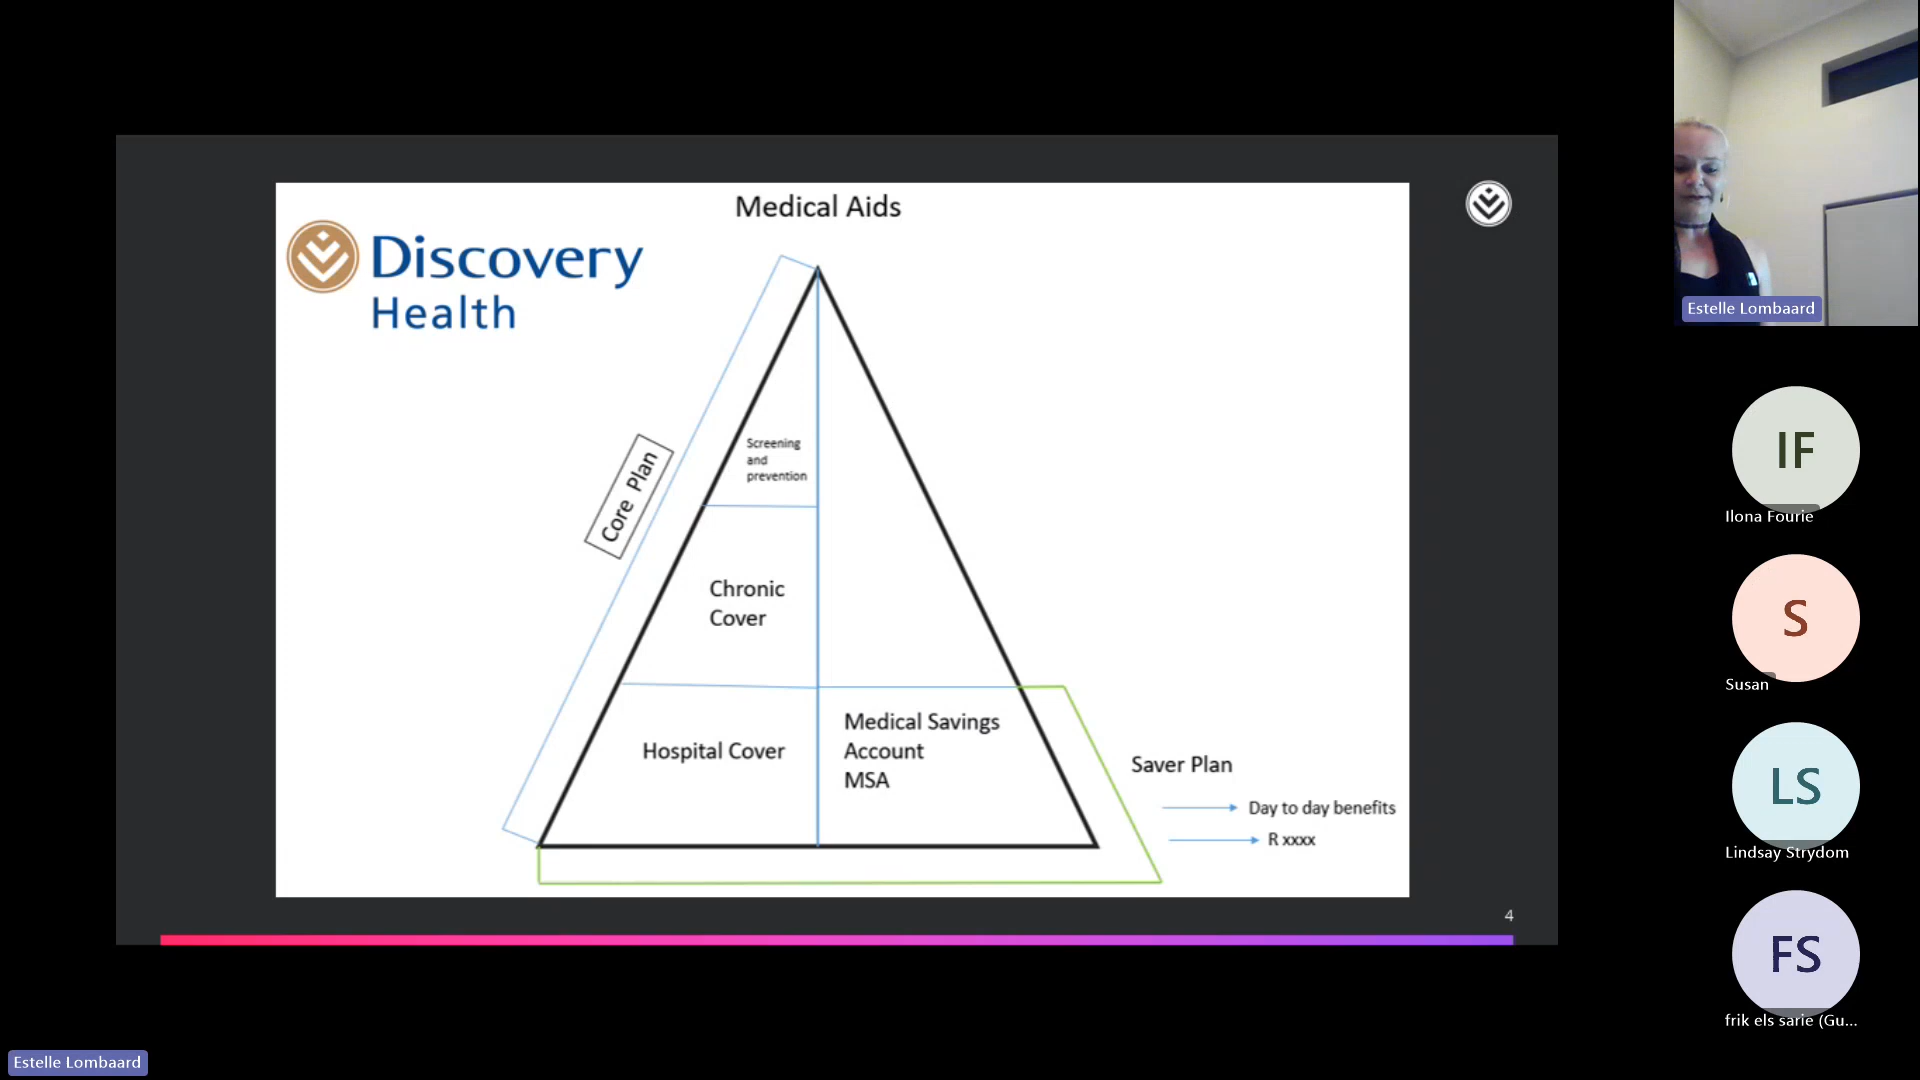 Medical Aids
Discovery
Health
Core Plan
Screening
and
prevention
Chronic
Cover
Hospital Cover
Medical Savings
Account
MSA
Saver Plan
Day to day benefits
R xxxx
4
Estelle Lombaard
IF
Ilona Fourie
S
Susan
LS
Lindsay Strydom
FS
frik els sarie (Gu...
Estelle Lombaard